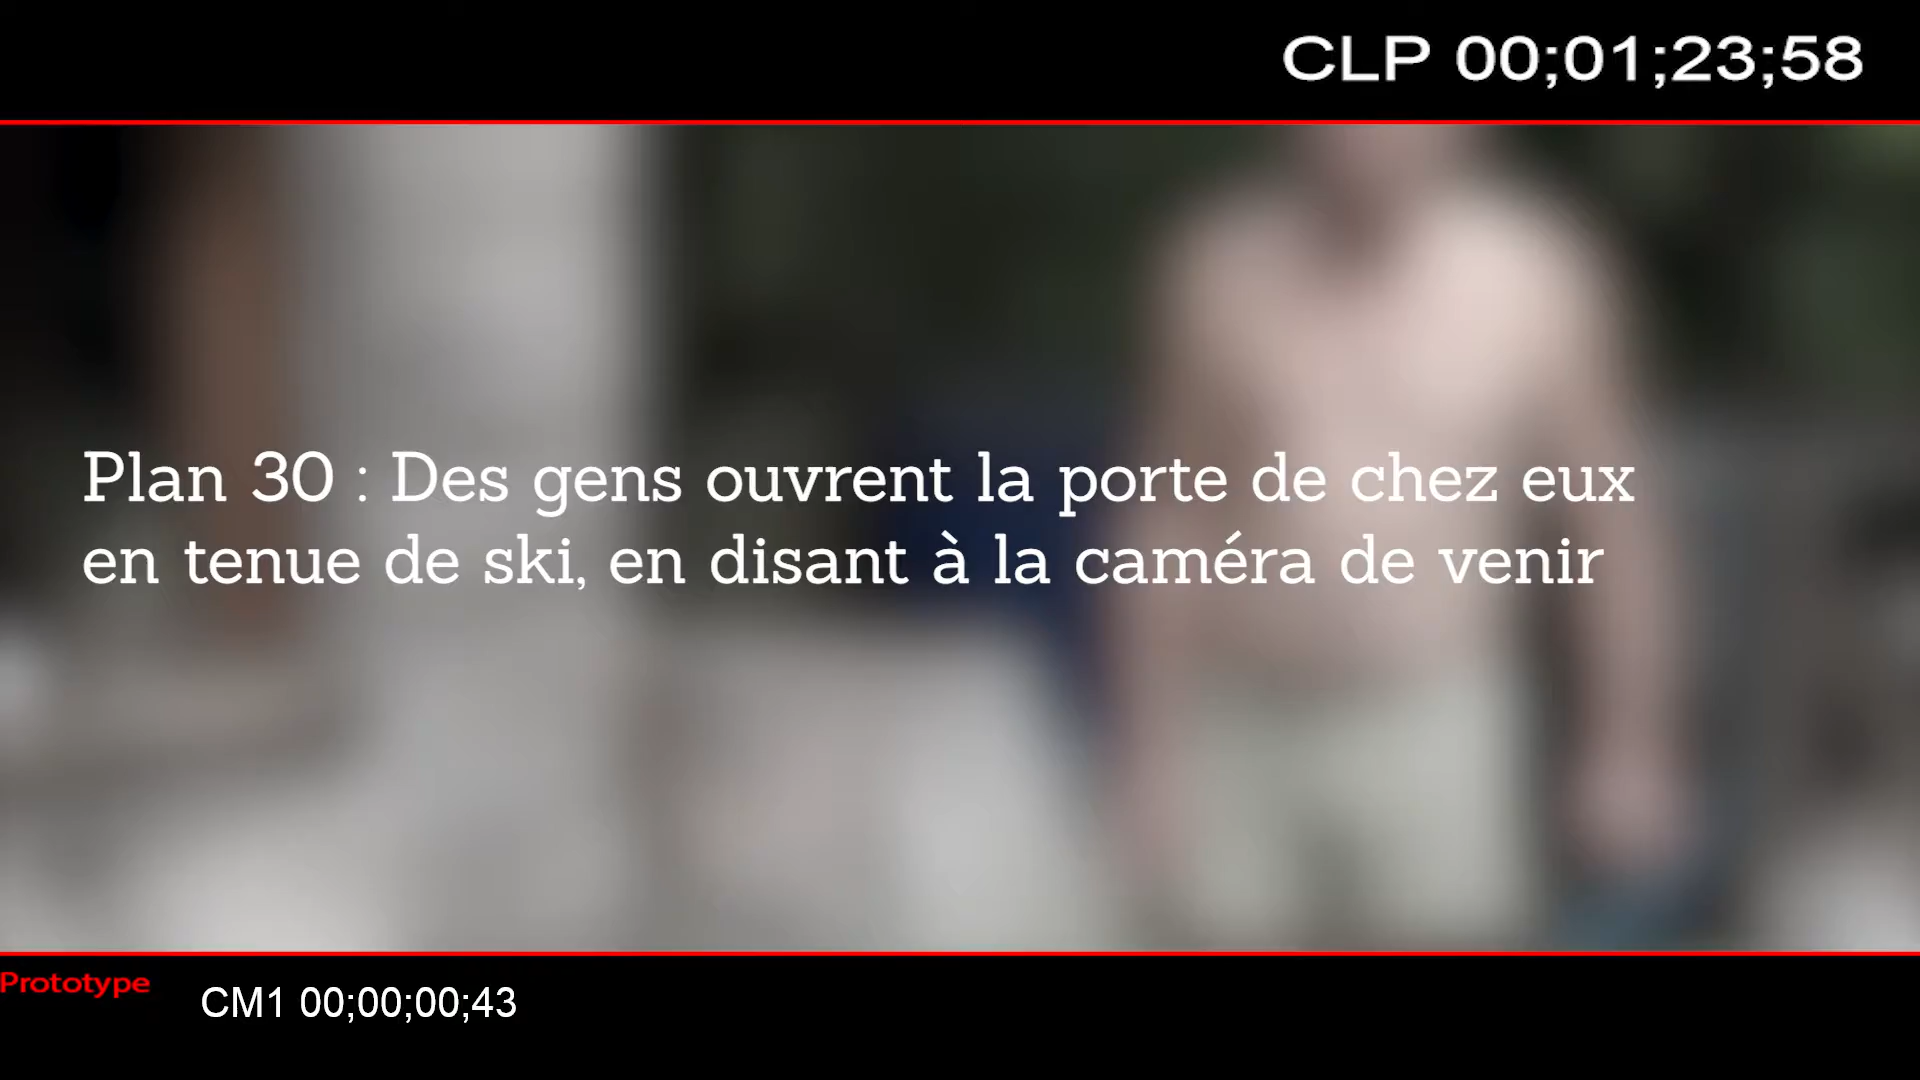 CLP 00;01;23;58
Plan 30 : Des gens ouvrent la porte de chez eux
en tenue de ski, en disant à la caméra de venir
Prototype
CM1 00;00;00;43